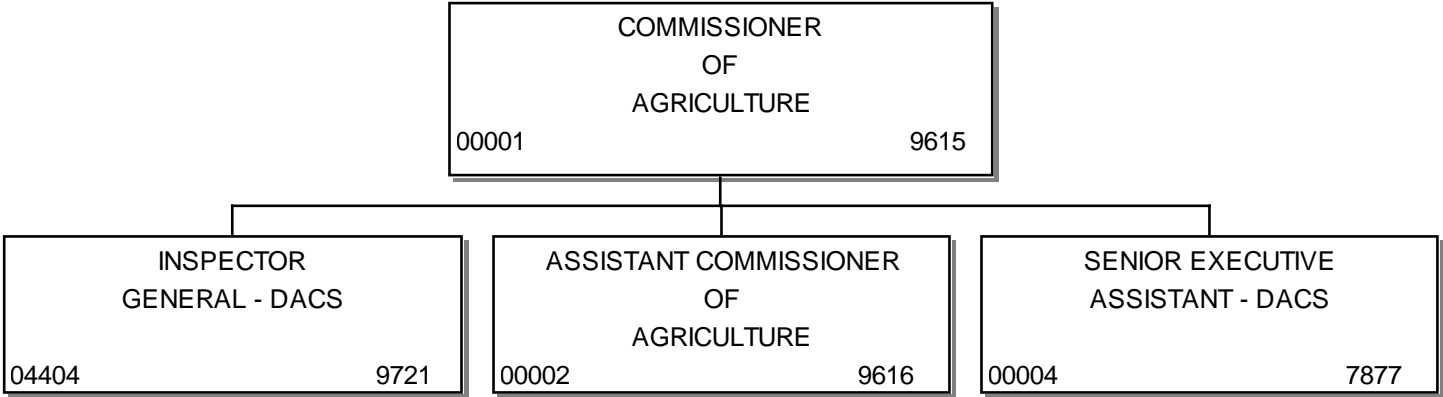 COMMISSIONER
OF
AGRICULTURE
00001 9615
INSPECTOR
GENERAL - DACS
04404 9721
ASSISTANT COMMISSIONER
OF
AGRICULTURE
00002 9616
SENIOR EXECUTIVE
ASSISTANT - DACS
00004 7877